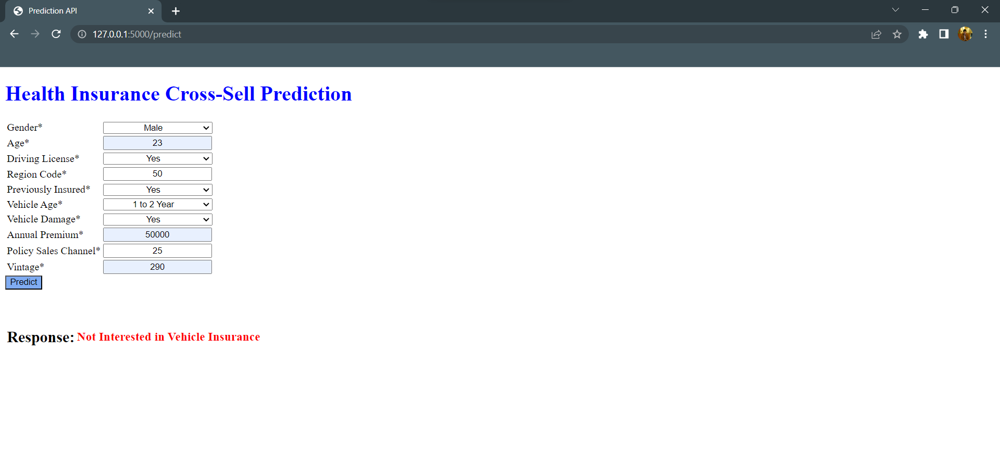 Prediction API
127.0.0.1:5000/predict
Health Insurance Cross-Sell Prediction
Gender* Male
Age* 23
Driving License* Yes
Region Code* 50
Previously Insured* Yes
Vehicle Age* 1 to 2 Year
Vehicle Damage* Yes
Annual Premium* 50000
Policy Sales Channel* 25
Vintage* 290
Predict
Response: Not Interested in Vehicle Insurance